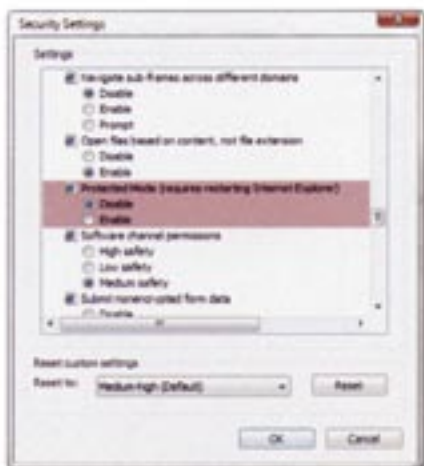 Security Settings
Settings
Navigate sub-frames across different domains
Disable
Enable
Prompt
Open files based on content, not file extension
Disable
Enable
Protected Mode (requires restarting Internet Explorer)
Disable
Enable
Software channel permissions
High safety
Low safety
Medium safety
Submit nonencrypted form data
Disable
Reset custom settings
Reset to: Medium-high (Default) Reset
OK Cancel